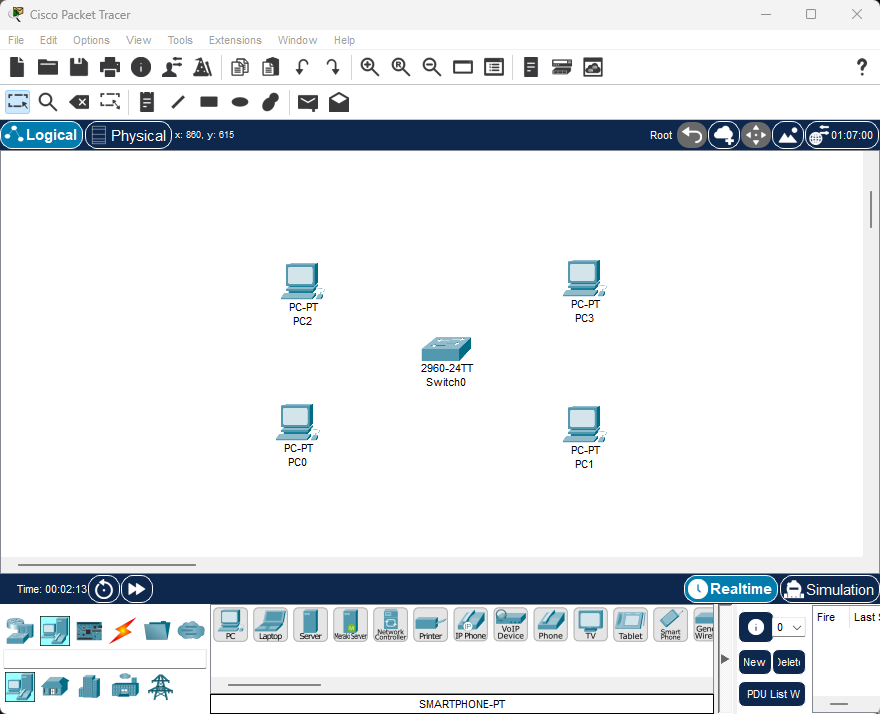 Cisco Packet Tracer
File Edit Options View Tools Extensions Window Help
Logical Physical x: 860, y: 615 Root 01:07:00
PC-PT
PC2
PC-PT
PC3
2960-24TT
Switch0
PC-PT
PC0
PC-PT
PC1
Time: 00:02:13 Realtime Simulation
PC Laptop Server Meraki Server Network Controller Printer IP Phone VoIP Device Phone TV Tablet Smart Phone Gene Wirel
0
Fire Last S
New Delete
PDU List W
SMARTPHONE-PT